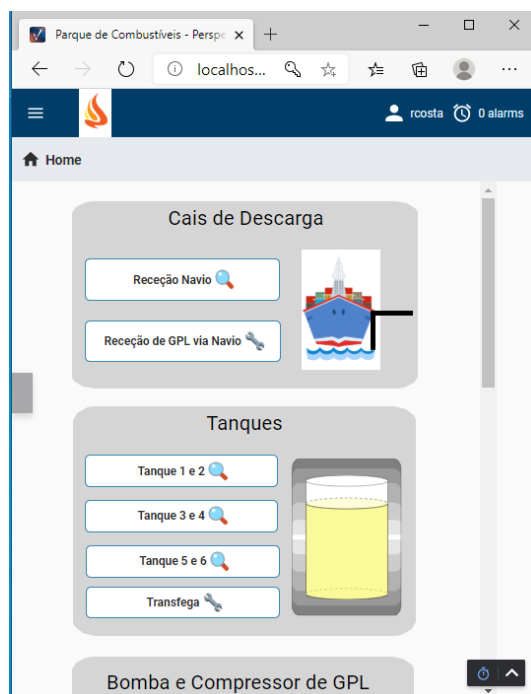 Parque de Combustíveis - Perspe
localhos...
rcosta
0 alarms
Home
Cais de Descarga
Receção Navio
Receção de GPL via Navio
Tanques
Tanque 1 e 2
Tanque 3 e 4
Tanque 5 e 6
Transfega
Bomba e Compressor de GPL